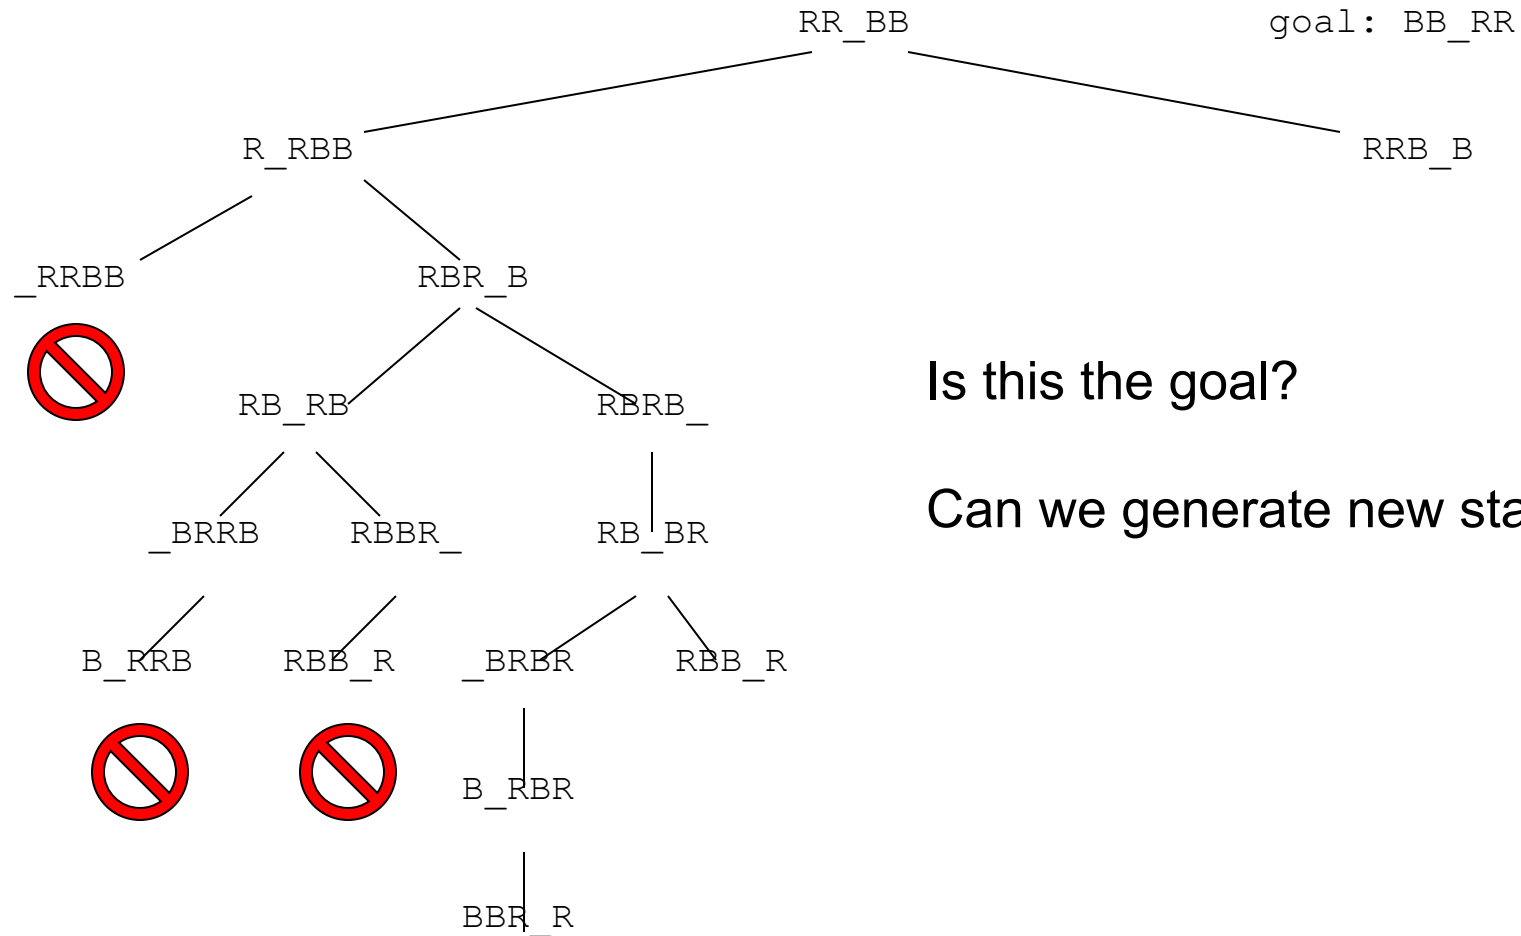 RR_BB
goal: BB_RR
R_RBB
RRB_B
_RRBB
RBR_B
Is this the goal?
RB_RB
RBRB_
Can we generate new sta
_BRRB
RBBR_
RB_BR
B_RRB
RBB_R
_BRBR
RBB_R
B_RBR
BBR_R